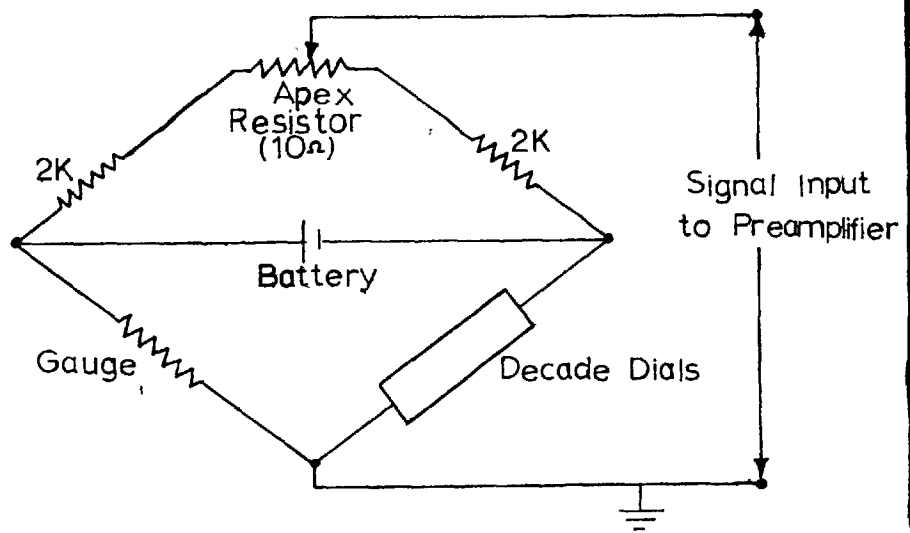 Apex
Resistor
(10Ω)
2K
2K
Signal Input
to Preamplifier
Battery
Gauge
Decade Dials